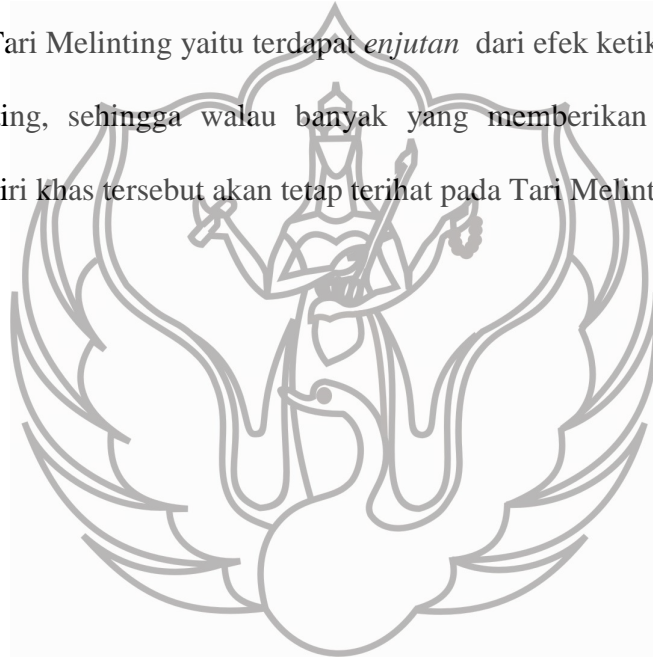 Tari Melinting yaitu terdapat enjutan dari efek ketik
ting, sehingga walau banyak yang memberikan
iri khas tersebut akan tetap terihat pada Tari Melint